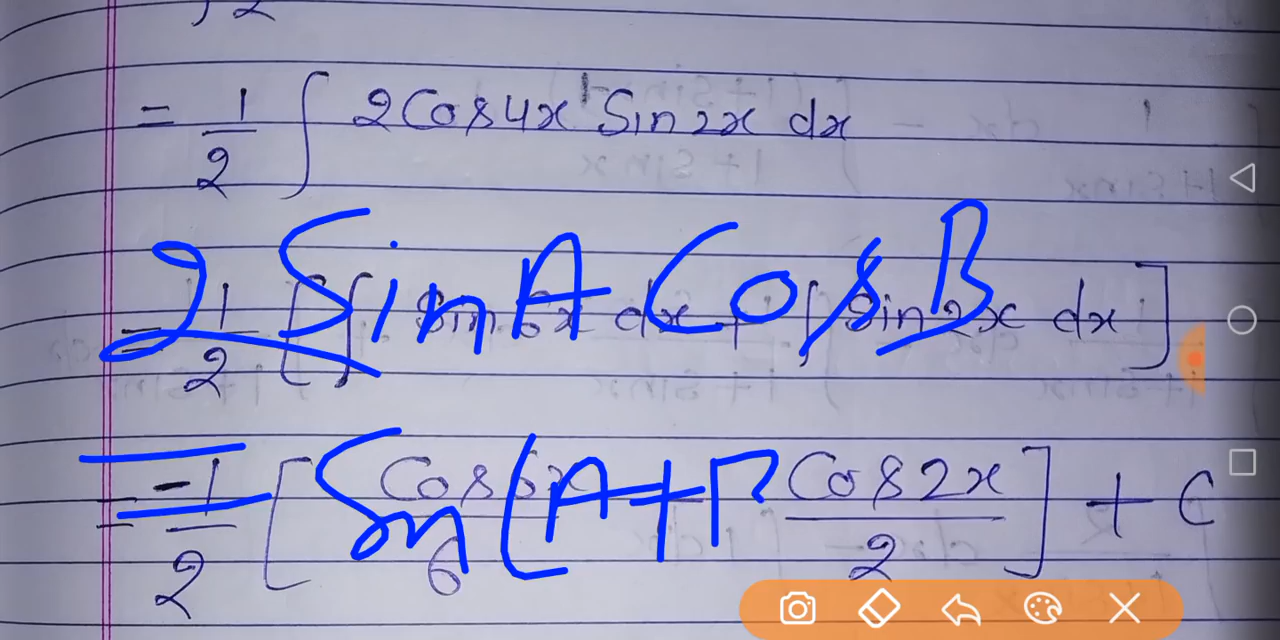 = 1/2 ∫ 2Cos4x Sin2x dx
2 Sin A Cos B
= 1/2 [∫ Sin6x dx + ∫ Sin2x dx]
= Sin(A+B
= -1/2 [Cos6x/6 Cos2x/2] + C